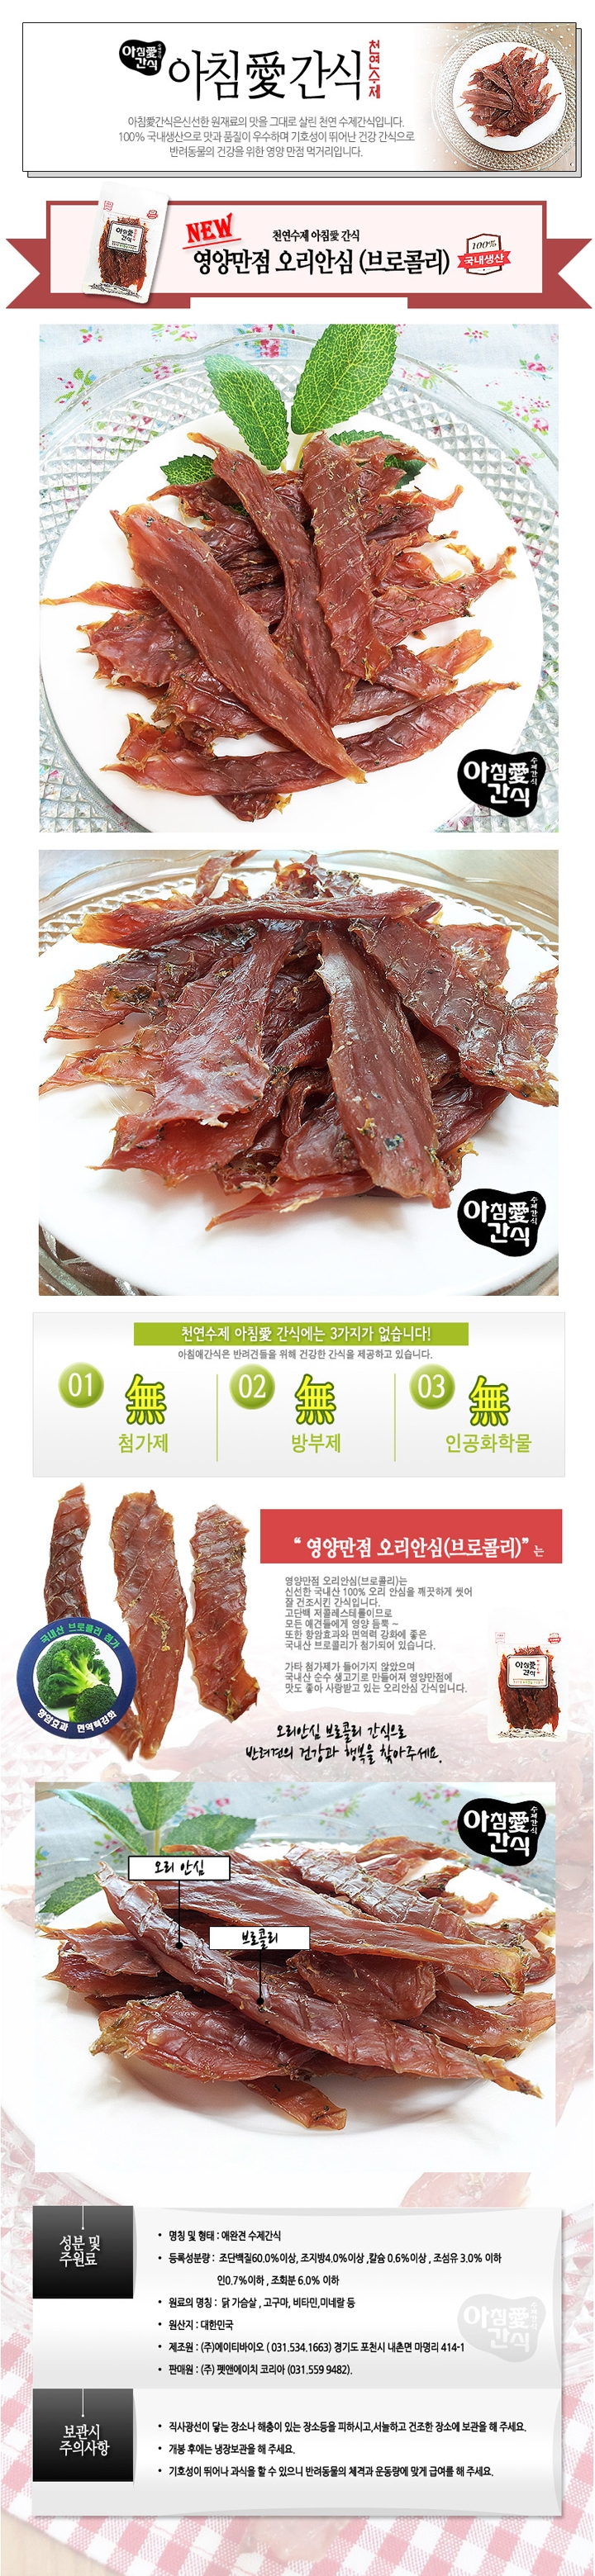 아침愛
간식
아침愛간식
천연수제
아침愛간식은신선한 원재료의 맛을 그대로 살린 천연 수제간식입니다.
100% 국내생산으로 맛과 품질이 우수하며 기호성이 뛰어난 건강 간식으로
반려동물의 건강을 위한 영양 만점 먹거리입니다.
아침愛
간식
NEW
천연수제 아침愛 간식
영양만점 오리안심 (브로콜리)
100%
국내생산
아침愛
간식
수제간식
아침愛
간식
수제간식
천연수제 아침愛 간식에는 3가지가 없습니다!
아침애간식은 반려견들을 위해 건강한 간식을 제공하고 있습니다.
01 無
첨가제
02 無
방부제
03 無
인공화학물
“ 영양만점 오리안심(브로콜리)” 는
영양만점 오리안심(브로콜리)는
신선한 국내산 100% 오리 안심을 깨끗하게 씻어
잘 건조시킨 간식입니다.
고단백 저콜레스테롤이므로
모든 애견들에게 영양 듬뿍 ~
또한 항암효과와 면역력 강화에 좋은
국내산 브로콜리가 첨가되어 있습니다.
가타 첨가제가 들어가지 않았으며
국내산 순수 생고기로 만들어져 영양만점에
맛도 좋아 사랑받고 있는 오리안심 간식입니다.
국내산 브로콜리 첨가
항암효과 면역력강화
아침愛
간식
오리안심 브로콜리 간식으로
반려견의 건강과 행복을 찾아주세요.
아침愛
간식
수제간식
오리 안심
브로콜리
성분 및
주원료
• 명칭 및 형태 : 애완견 수제간식
• 등록성분량 : 조단백질60.0%이상, 조지방4.0%이상 ,칼슘 0.6%이상 , 조섬유 3.0% 이하
인0.7%이하 , 조회분 6.0% 이하
• 원료의 명칭 : 닭 가슴살 , 고구마, 비타민,미네랄 등
• 원산지 : 대한민국
• 제조원 : (주)에이티바이오 ( 031.534.1663) 경기도 포천시 내촌면 마명리 414-1
• 판매원 : (주) 펫앤에이치 코리아 (031.559 9482).
아침愛
간식
수제간식
보관시
주의사항
• 직사광선이 닿는 장소나 해충이 있는 장소등을 피하시고,서늘하고 건조한 장소에 보관을 해 주세요.
• 개봉 후에는 냉장보관을 해 주세요.
• 기호성이 뛰어나 과식을 할 수 있으니 반려동물의 체격과 운동량에 맞게 급여를 해 주세요.